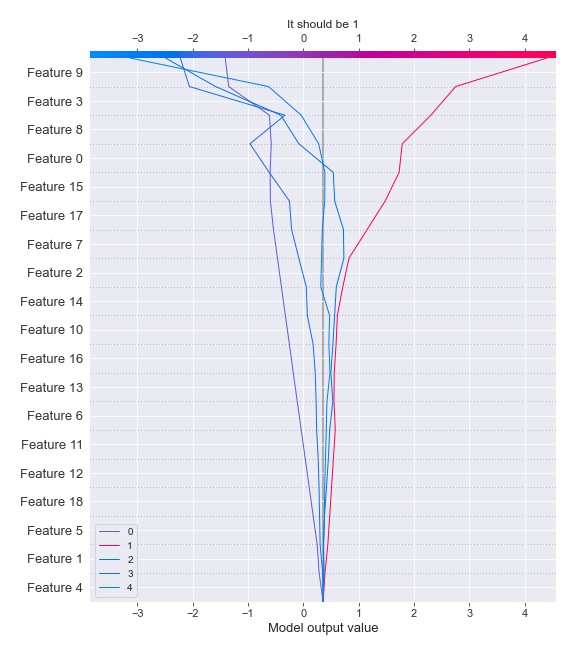 It should be 1
−3 −2 −1 0 1 2 3 4
Feature 9
Feature 3
Feature 8
Feature 0
Feature 15
Feature 17
Feature 7
Feature 2
Feature 14
Feature 10
Feature 16
Feature 13
Feature 6
Feature 11
Feature 12
Feature 18
Feature 5
Feature 1
Feature 4
0
1
2
3
4
−3 −2 −1 0 1 2 3 4
Model output value